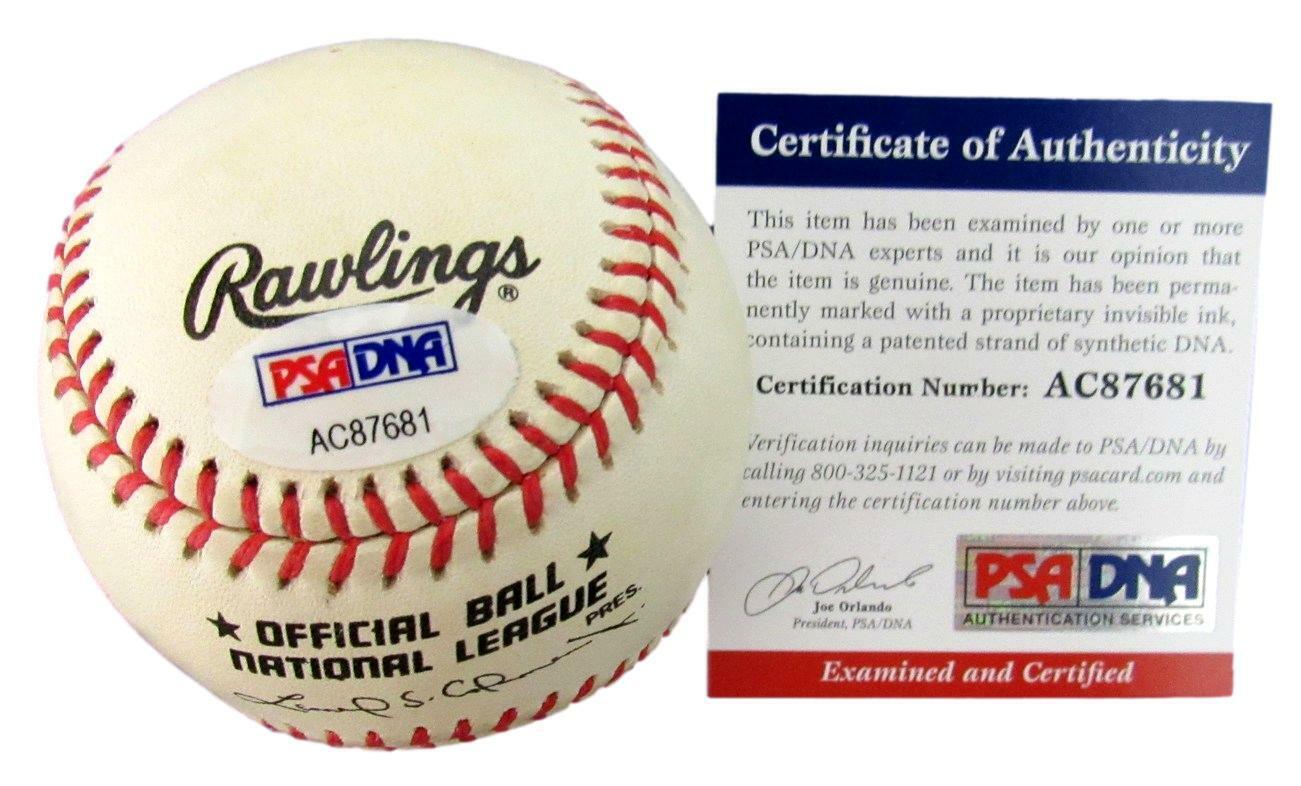 Rawlings®
PSA DNA
AC87681
OFFICIAL BALL
NATIONAL LEAGUE
PRES.
Certificate of Authenticity
This item has been examined by one or more
PSA/DNA experts and it is our opinion that
the item is genuine. The item has been perma-
nently marked with a proprietary invisible ink,
containing a patented strand of synthetic DNA.
Certification Number: AC87681
Verification inquiries can be made to PSA/DNA by
calling 800-325-1121 or by visiting psacard.com and
entering the certification number above.
Joe Orlando
President, PSA/DNA
PSA DNA
AUTHENTICATION SERVICES
Examined and Certified